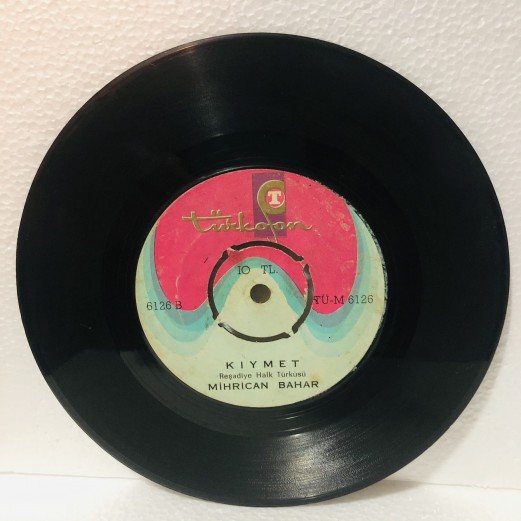 T
türkofon
10 TL.
6126 B
TÜ-M 6126
KIYMET
Reşadiye Halk Türküsü
MİHRİCAN BAHAR